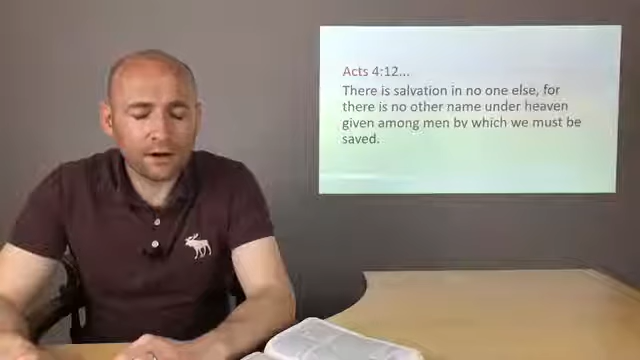 Acts 4:12...
There is salvation in no one else, for
there is no other name under heaven
given among men by which we must be
saved.